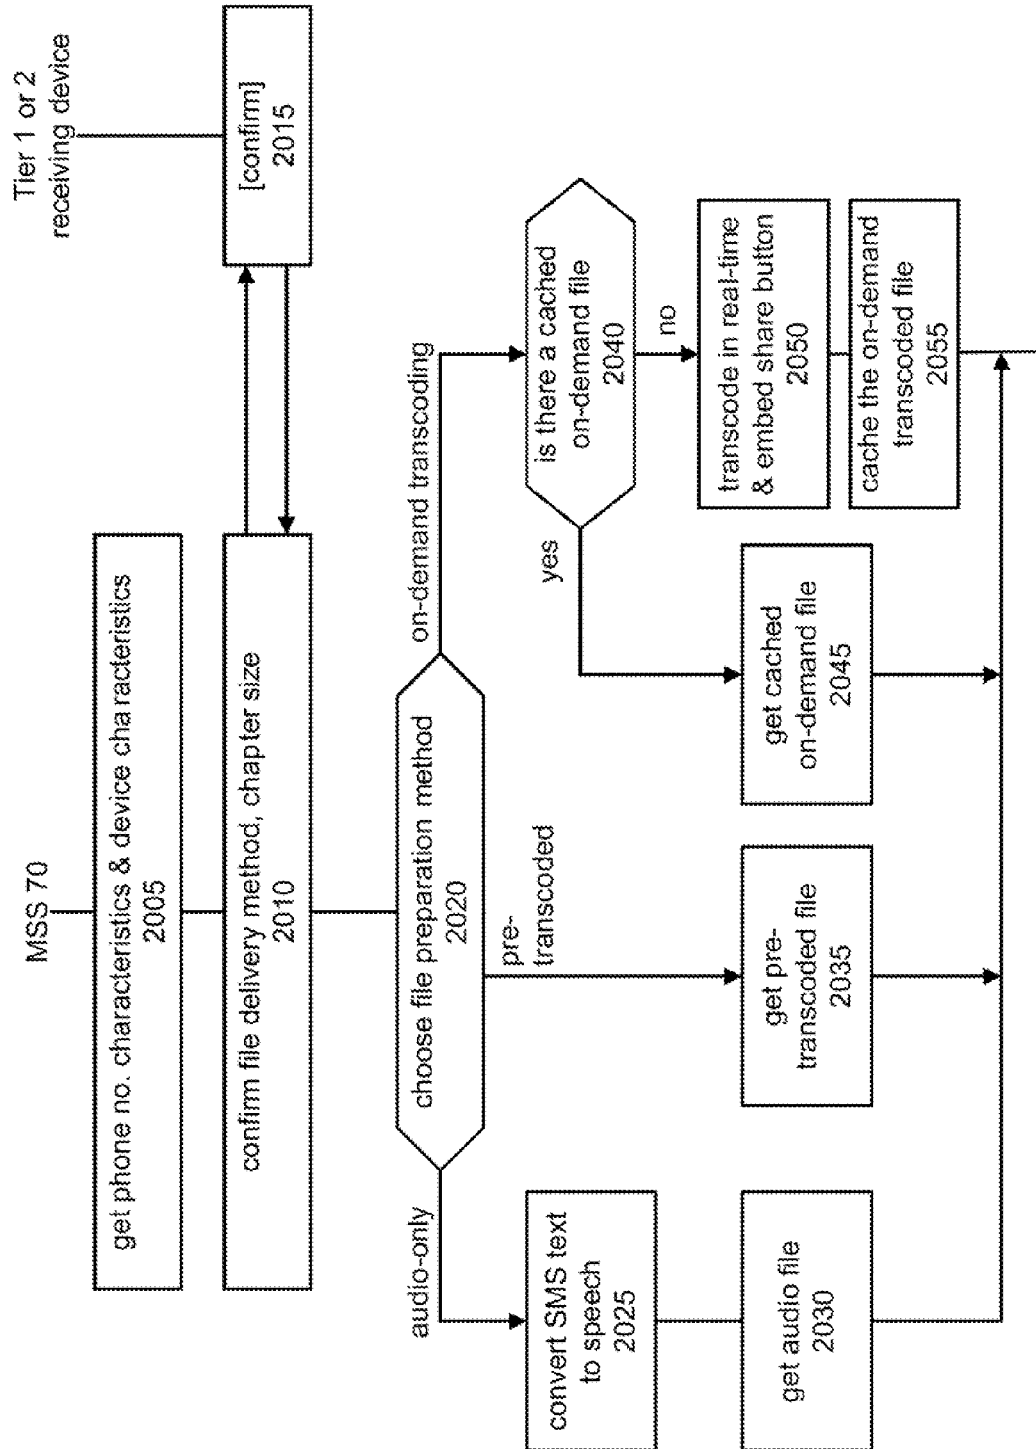 MSS 70
Tier 1 or 2
receiving device
get phone no. characteristics & device characteristics
2005
confirm file delivery method, chapter size
2010
[confirm]
2015
choose file preparation method
2020
audio-only
pre-
transcoded
on-demand transcoding
convert SMS text
to speech
2025
is there a cached
on-demand file
2040
yes
no
get audio file
2030
get pre-
transcoded file
2035
get cached
on-demand file
2045
transcode in real-time
& embed share button
2050
cache the on-demand
transcoded file
2055